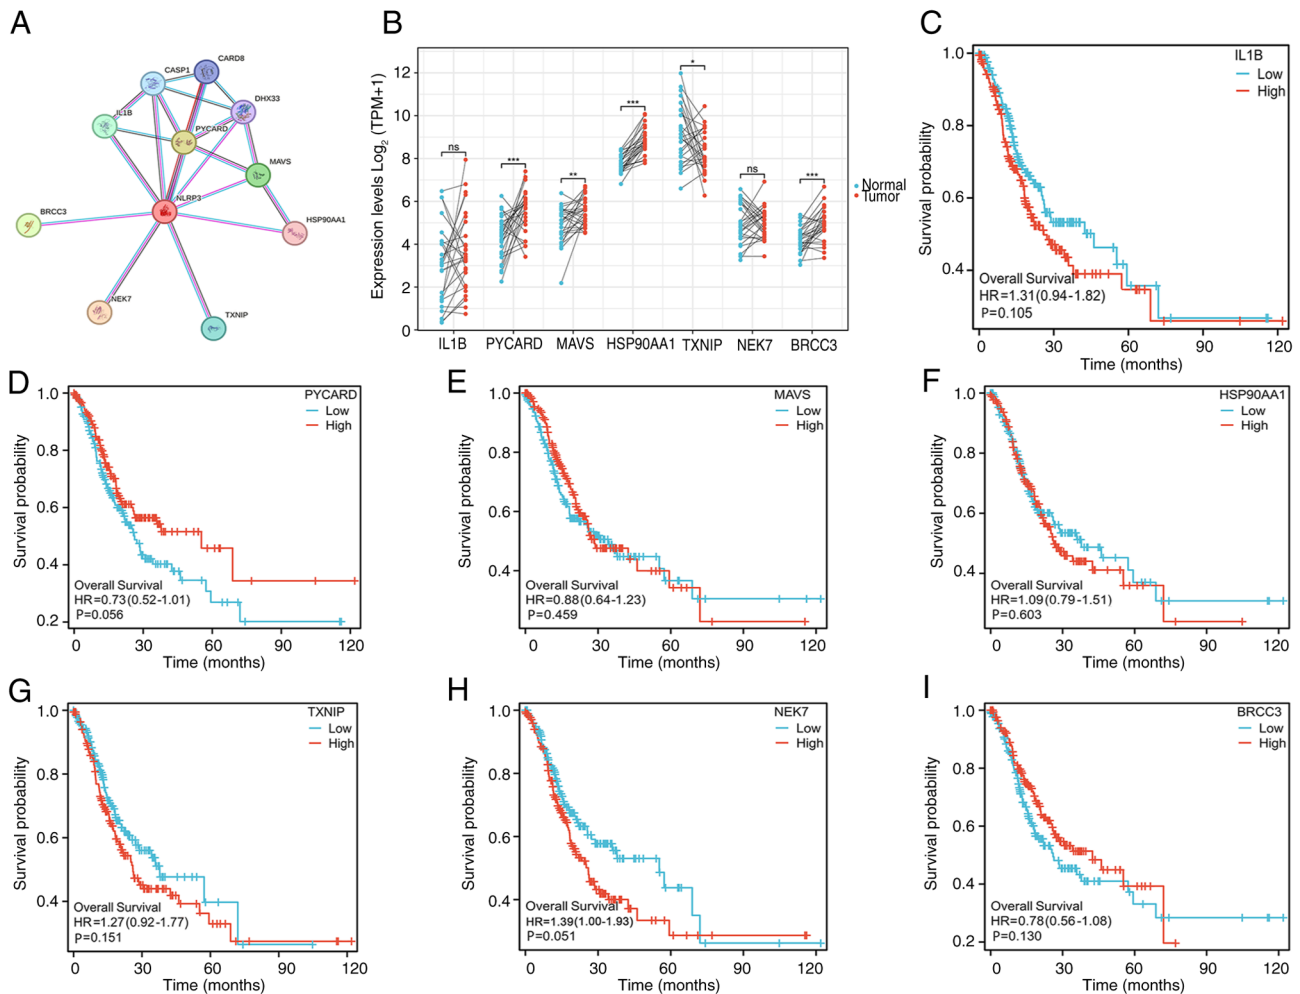 A
CARD8
CASP1
IL1B
DHX33
PYCARD
MAVS
NLRP3
BRCC3
HSP90AA1
NEK7
TXNIP
B
Expression levels Log2 (TPM+1)
12
10
8
6
4
2
0
ns
***
**
***
*
ns
***
IL1B PYCARD MAVS HSP90AA1 TXNIP NEK7 BRCC3
Normal
Tumor
C
IL1B
Low
High
Survival probability
1.0
0.8
0.6
0.4
Overall Survival
HR=1.31(0.94-1.82)
P=0.105
0 30 60 90 120
Time (months)
D
PYCARD
Low
High
Survival probability
1.0
0.8
0.6
0.4
0.2
Overall Survival
HR=0.73(0.52-1.01)
P=0.056
0 30 60 90 120
Time (months)
E
MAVS
Low
High
Survival probability
1.0
0.8
0.6
0.4
Overall Survival
HR=0.88(0.64-1.23)
P=0.459
0 30 60 90 120
Time (months)
F
HSP90AA1
Low
High
Survival probability
1.0
0.8
0.6
0.4
Overall Survival
HR=1.09(0.79-1.51)
P=0.603
0 30 60 90 120
Time (months)
G
TXNIP
Low
High
Survival probability
1.0
0.8
0.6
0.4
Overall Survival
HR=1.27(0.92-1.77)
P=0.151
0 30 60 90 120
Time (months)
H
NEK7
Low
High
Survival probability
1.0
0.8
0.6
0.4
Overall Survival
HR=1.39(1.00-1.93)
P=0.051
0 30 60 90 120
Time (months)
I
BRCC3
Low
High
Survival probability
1.0
0.8
0.6
0.4
0.2
Overall Survival
HR=0.78(0.56-1.08)
P=0.130
0 30 60 90 120
Time (months)